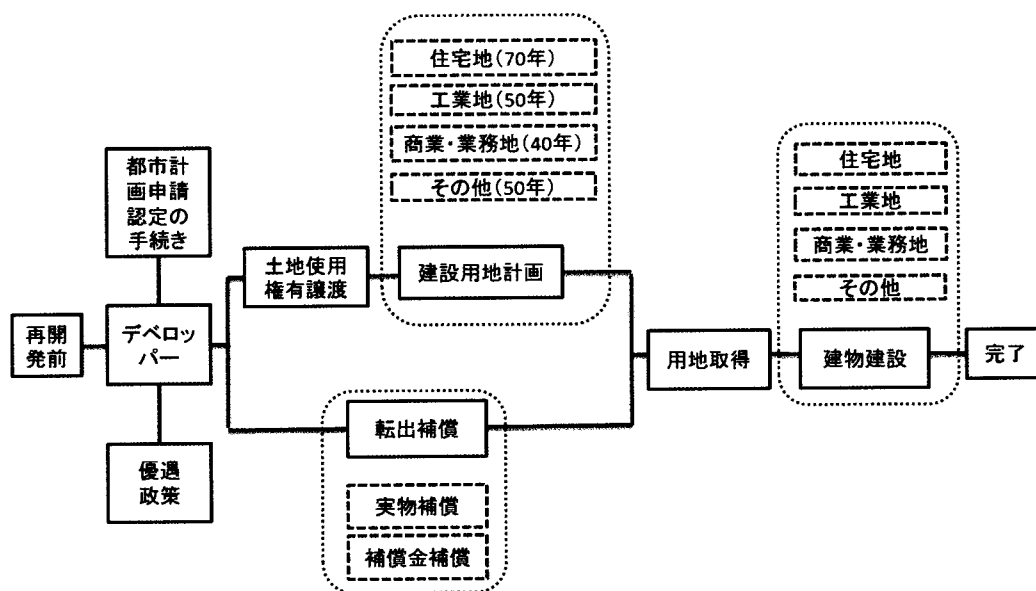 住宅地(70年)
工業地(50年)
商業・業務地(40年)
その他(50年)
都市計
画申請
認定の
手続き
土地使用
権有譲渡
建設用地計画
再開
発前
デベロッ
パー
優遇
政策
転出補償
実物補償
補償金補償
用地取得
住宅地
工業地
商業・業務地
その他
建物建設
完了